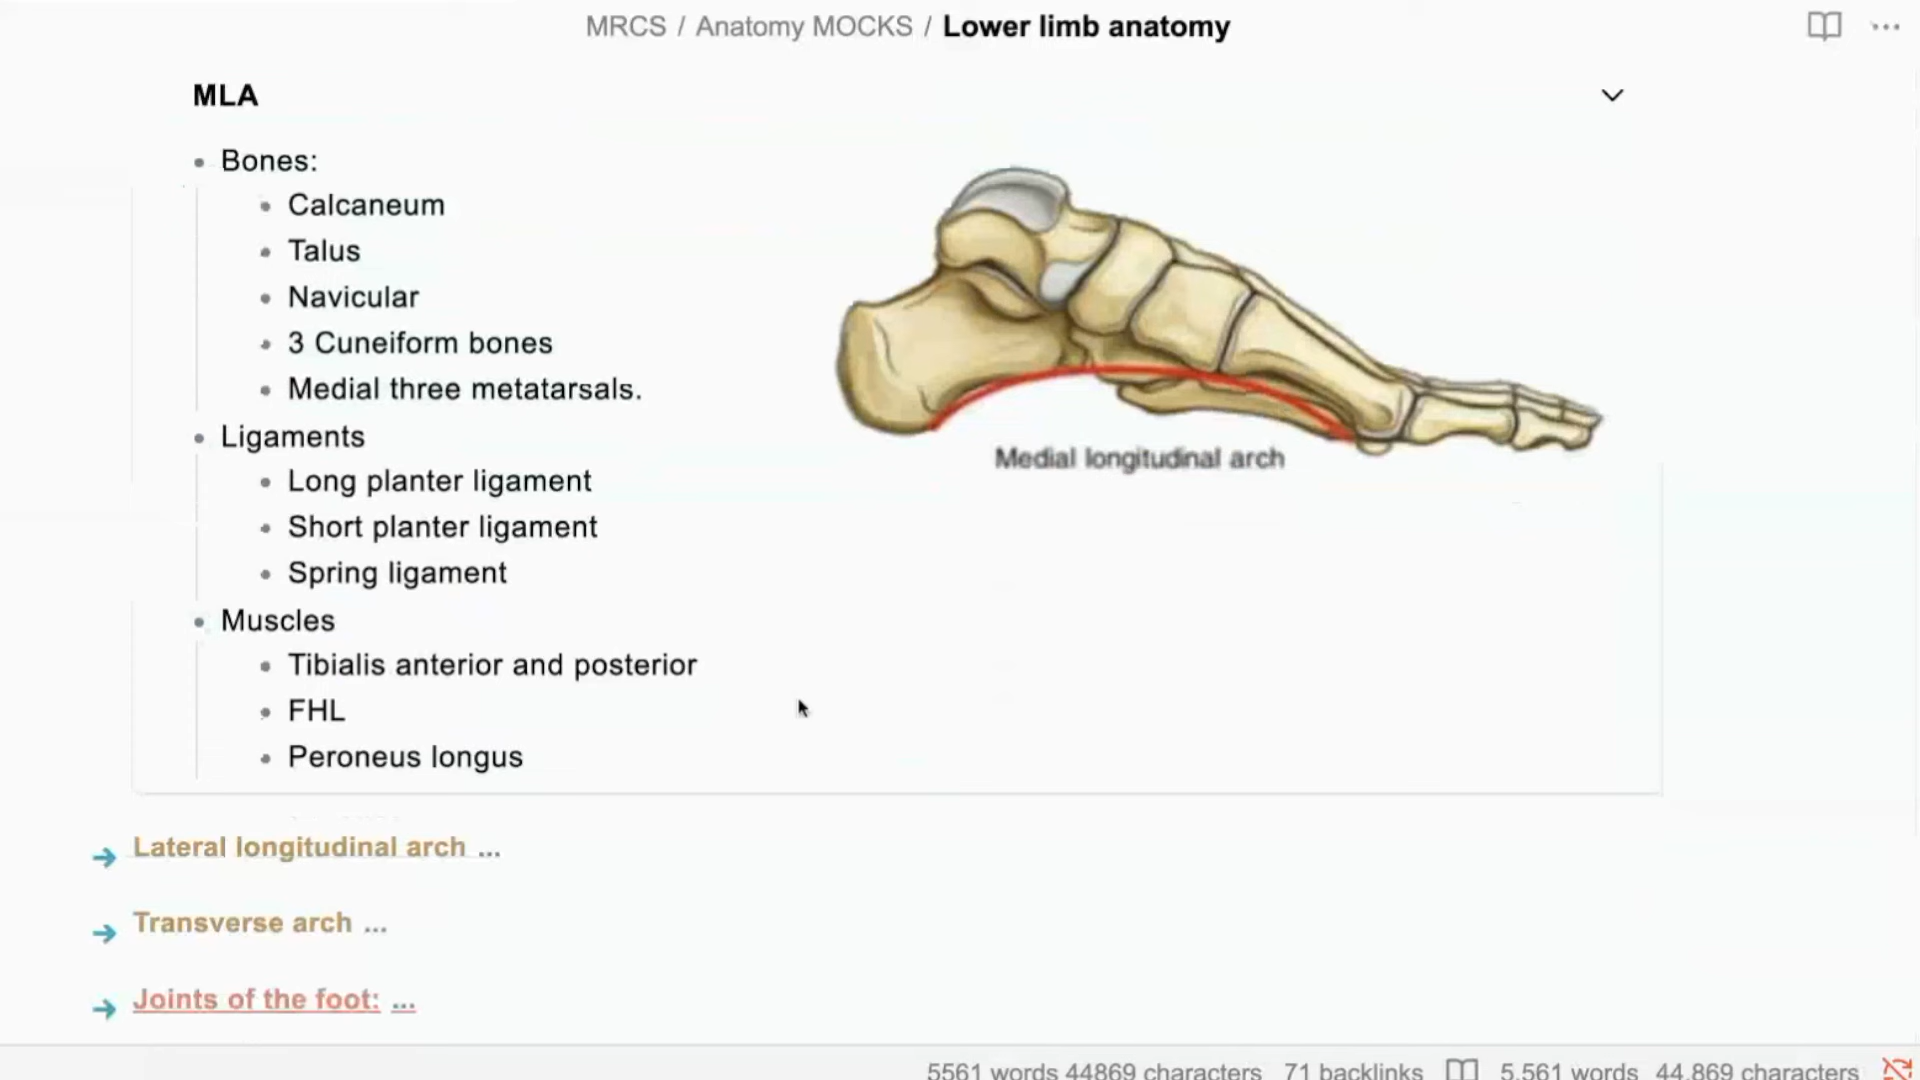 MRCS / Anatomy MOCKS / Lower limb anatomy
MLA
Bones:
Calcaneum
Talus
Navicular
3 Cuneiform bones
Medial three metatarsals.
Ligaments
Long planter ligament
Short planter ligament
Spring ligament
Muscles
Tibialis anterior and posterior
FHL
Peroneus longus
Medial longitudinal arch
Lateral longitudinal arch ...
Transverse arch ...
Joints of the foot: ...
5561 words 44869 characters 71 backlinks 5,561 words 44,869 characters